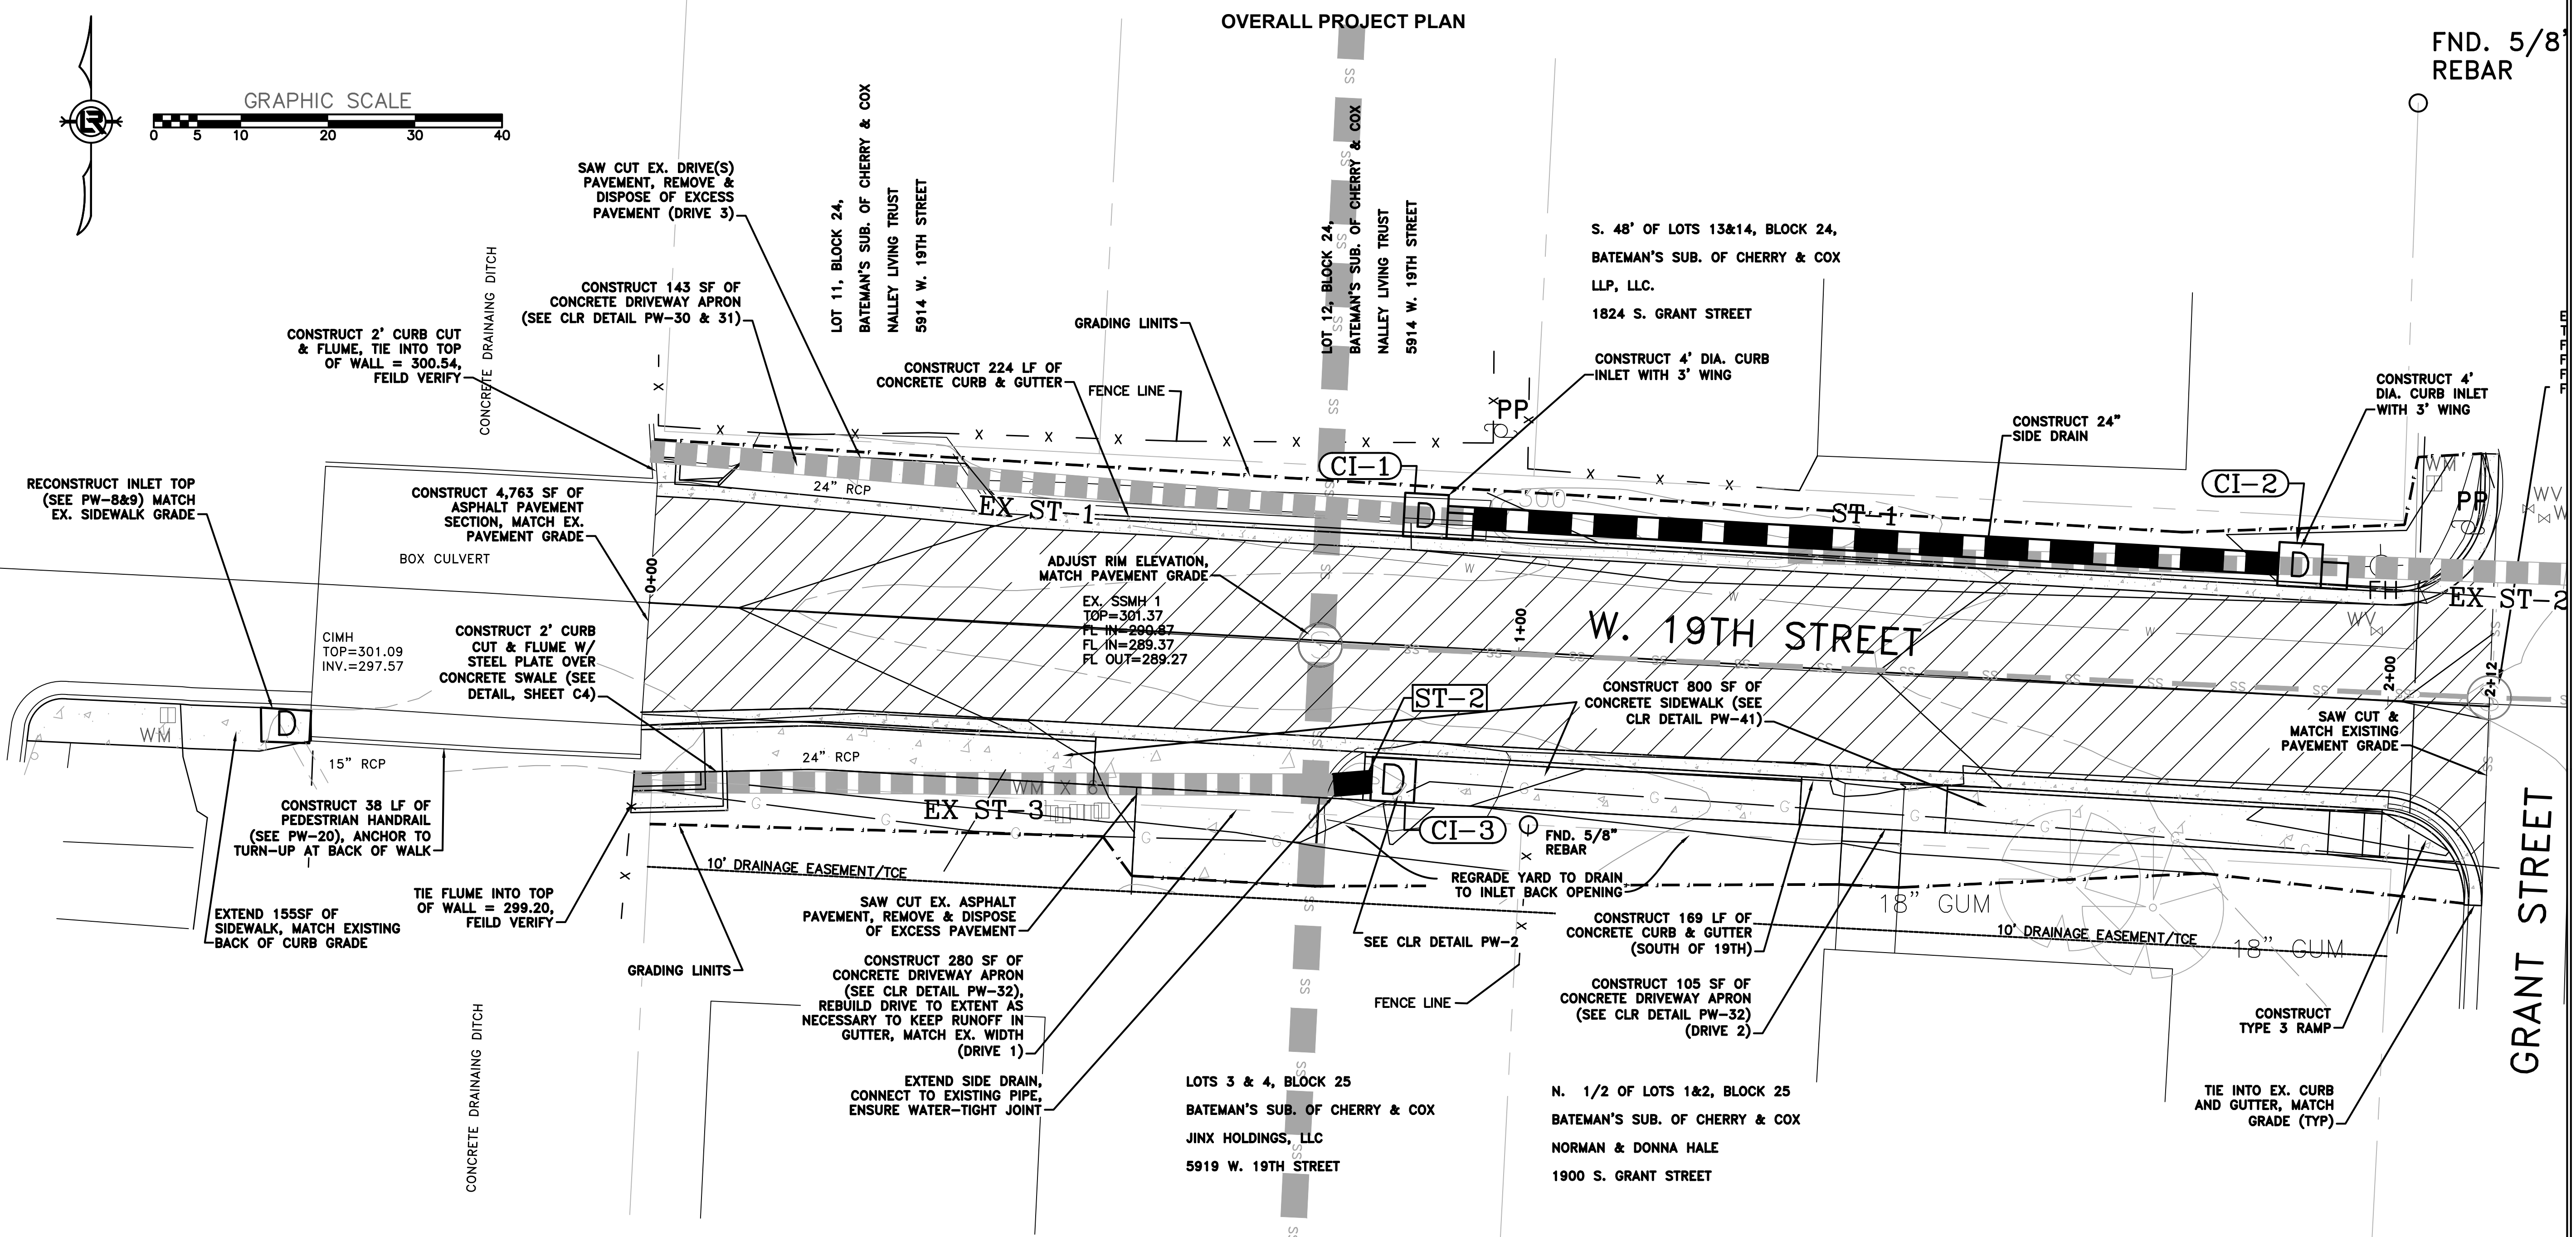 OVERALL PROJECT PLAN
FND. 5/8"
REBAR
GRAPHIC SCALE
0 5 10 20 30 40
SAW CUT EX. DRIVE(S)
PAVEMENT, REMOVE &
DISPOSE OF EXCESS
PAVEMENT (DRIVE 3)
CONCRETE DRAINING DITCH
CONSTRUCT 143 SF OF
CONCRETE DRIVEWAY APRON
(SEE CLR DETAIL PW-30 & 31)
CONSTRUCT 2' CURB CUT
& FLUME, TIE INTO TOP
OF WALL = 300.54,
FEILD VERIFY
LOT 11, BLOCK 24,
BATEMAN'S SUB. OF CHERRY & COX
NALLEY LIVING TRUST
5914 W. 19TH STREET
GRADING LINITS
CONSTRUCT 224 LF OF
CONCRETE CURB & GUTTER
FENCE LINE
LOT 12, BLOCK 24,
BATEMAN'S SUB. OF CHERRY & COX
NALLEY LIVING TRUST
5914 W. 19TH STREET
S. 48' OF LOTS 13&14, BLOCK 24,
BATEMAN'S SUB. OF CHERRY & COX
LLP, LLC.
1824 S. GRANT STREET
CONSTRUCT 4' DIA. CURB
INLET WITH 3' WING
PP
CONSTRUCT 24"
SIDE DRAIN
CONSTRUCT 4'
DIA. CURB INLET
WITH 3' WING
E
T
F
F
F
F
RECONSTRUCT INLET TOP
(SEE PW-8&9) MATCH
EX. SIDEWALK GRADE
CONSTRUCT 4,763 SF OF
ASPHALT PAVEMENT
SECTION, MATCH EX.
PAVEMENT GRADE
BOX CULVERT
24" RCP
EX ST-1
CI-1
D
300
ST-1
CI-2
D
WM
PP
WV
W
FH
EX ST-2
WV
0+00
ADJUST RIM ELEVATION,
MATCH PAVEMENT GRADE
EX. SSMH 1
TOP=301.37
FL IN=290.87
FL IN=289.37
FL OUT=289.27
1+00
W. 19TH STREET
2+00
2+12
CIMH
TOP=301.09
INV.=297.57
CONSTRUCT 2' CURB
CUT & FLUME W/
STEEL PLATE OVER
CONCRETE SWALE (SEE
DETAIL, SHEET C4)
ST-2
CONSTRUCT 800 SF OF
CONCRETE SIDEWALK (SEE
CLR DETAIL PW-41)
SAW CUT &
MATCH EXISTING
PAVEMENT GRADE
WM
D
15" RCP
24" RCP
WM
EX ST-3
D
CI-3
FND. 5/8"
REBAR
CONSTRUCT 38 LF OF
PEDESTRIAN HANDRAIL
(SEE PW-20), ANCHOR TO
TURN-UP AT BACK OF WALK
10' DRAINAGE EASEMENT/TCE
REGRADE YARD TO DRAIN
TO INLET BACK OPENING
EXTEND 155SF OF
SIDEWALK, MATCH EXISTING
BACK OF CURB GRADE
TIE FLUME INTO TOP
OF WALL = 299.20,
FEILD VERIFY
GRADING LINITS
SAW CUT EX. ASPHALT
PAVEMENT, REMOVE & DISPOSE
OF EXCESS PAVEMENT
SEE CLR DETAIL PW-2
CONSTRUCT 169 LF OF
CONCRETE CURB & GUTTER
(SOUTH OF 19TH)
18" GUM
10' DRAINAGE EASEMENT/TCE
18" GUM
GRANT STREET
CONCRETE DRAINING DITCH
CONSTRUCT 280 SF OF
CONCRETE DRIVEWAY APRON
(SEE CLR DETAIL PW-32),
REBUILD DRIVE TO EXTENT AS
NECESSARY TO KEEP RUNOFF IN
GUTTER, MATCH EX. WIDTH
(DRIVE 1)
FENCE LINE
CONSTRUCT 105 SF OF
CONCRETE DRIVEWAY APRON
(SEE CLR DETAIL PW-32)
(DRIVE 2)
CONSTRUCT
TYPE 3 RAMP
EXTEND SIDE DRAIN,
CONNECT TO EXISTING PIPE,
ENSURE WATER-TIGHT JOINT
LOTS 3 & 4, BLOCK 25
BATEMAN'S SUB. OF CHERRY & COX
JINX HOLDINGS, LLC
5919 W. 19TH STREET
N. 1/2 OF LOTS 1&2, BLOCK 25
BATEMAN'S SUB. OF CHERRY & COX
NORMAN & DONNA HALE
1900 S. GRANT STREET
TIE INTO EX. CURB
AND GUTTER, MATCH
GRADE (TYP)